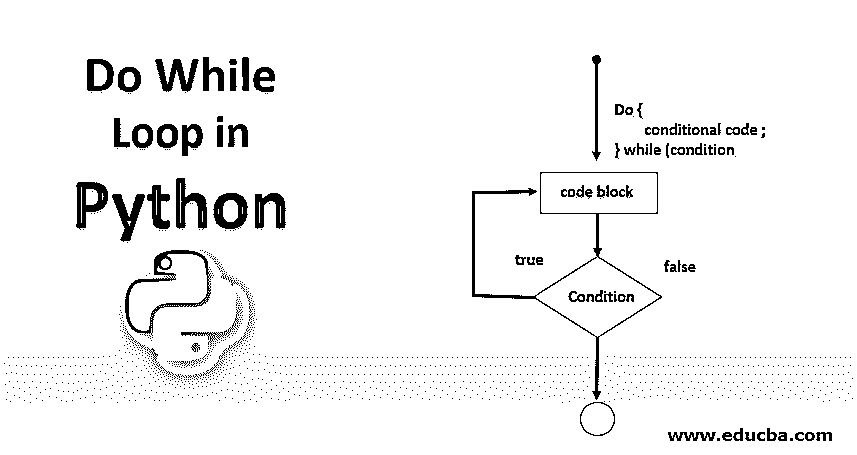 Do While
Loop in
Python
Do {
conditional code ;
} while (condition
code block
true
false
Condition
www.educba.com